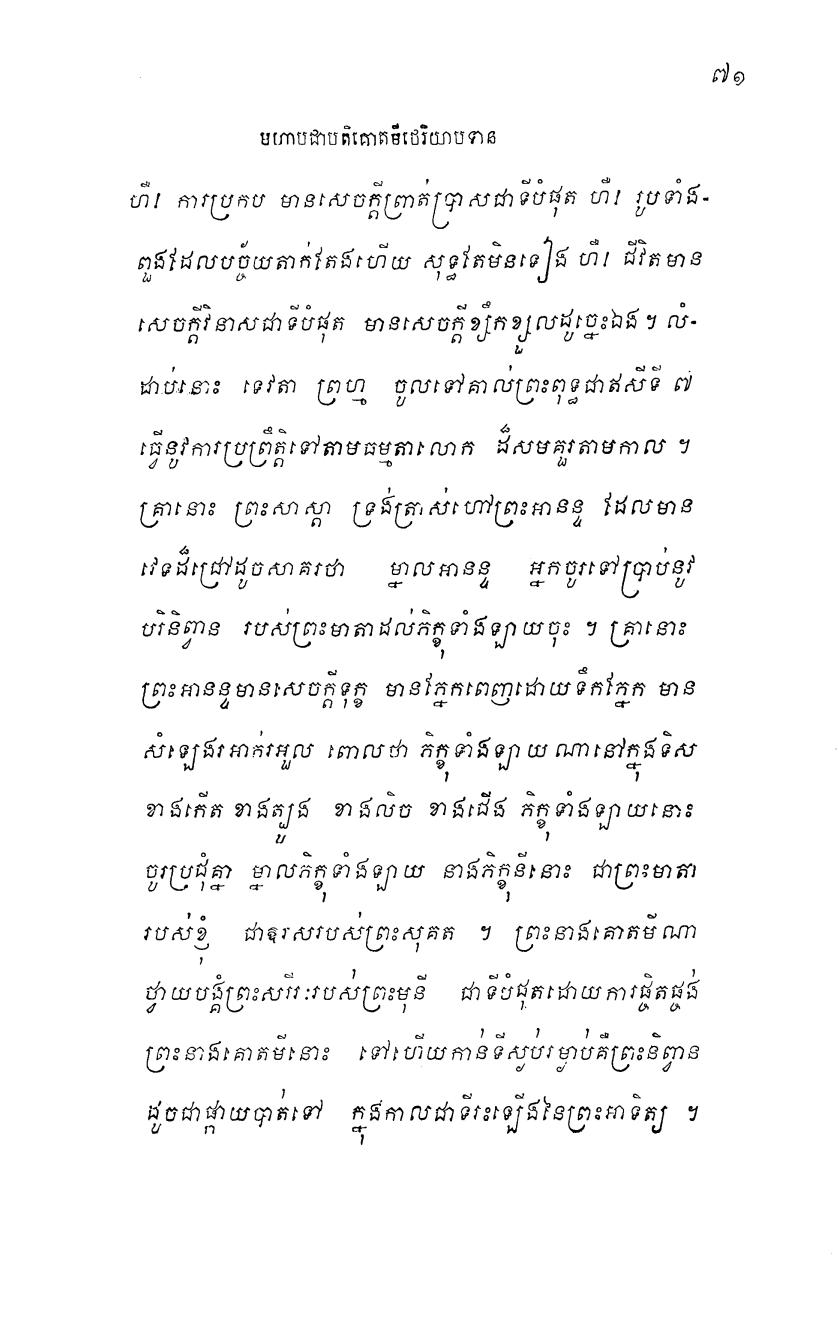 ៧១
មហាបជាបតិគោតមីថេរិយាបទាន
ហឺ! ការប្រកប មានសេចក្តីព្រាត់ប្រាសជាទីបំផុត ហឺ! រូបទាំង-
ពួងដែលបច្ច័យតាក់តែងហើយ សុទ្ធតែមិនទៀង ហឺ! ជីវិតមាន
សេចក្តីវិនាសជាទីបំផុត មានសេចក្តីខ្សឹកខ្សួលដូច្នេះឯង។ លំ-
ដាប់នោះ ទេវតា ព្រហ្ម ចូលទៅគាល់ព្រះពុទ្ធជាឥសីទី ៧
ធ្វើនូវការប្រព្រឹត្តិទៅតាមធម្មតាលោក ដ៏សមគួរតាមកាល ។
គ្រានោះ ព្រះសាស្តា ទ្រង់ត្រាស់ហៅព្រះអានន្ទ ដែលមាន
វេទដ៏ជ្រៅដូចសាគរថា ម្នាលអានន្ទ អ្នកចូរទៅប្រាប់នូវ
បរិនិព្វាន របស់ព្រះមាតាដល់ភិក្ខុទាំងឡាយចុះ ។ គ្រានោះ
ព្រះអានន្ទមានសេចក្តីទុក្ខ មានភ្នែកពេញដោយទឹកភ្នែក មាន
សំឡេងរអាក់រអួល ពោលថា ភិក្ខុទាំងឡាយណានៅក្នុងទិស
ខាងកើត ខាងត្បូង ខាងលិច ខាងជើង ភិក្ខុទាំងឡាយនោះ
ចូរប្រជុំគ្នា ម្នាលភិក្ខុទាំងឡាយ នាងភិក្ខុនីនោះ ជាព្រះមាតា
របស់ខ្ញុំ ជាឱរសរបស់ព្រះសុគត ។ ព្រះនាងគោតមីណា
ថ្វាយបង្គំព្រះសរីរៈរបស់ព្រះមុនី ជាទីបំផុតដោយការផ្ចិតផ្ចង់
ព្រះនាងគោតមីនោះ ទៅហើយកាន់ទីស្ងប់រម្ងាប់គឺព្រះនិព្វាន
ដូចជាផ្កាយបាត់ទៅ ក្នុងកាលជាទីរះឡើងនៃព្រះអាទិត្យ ។